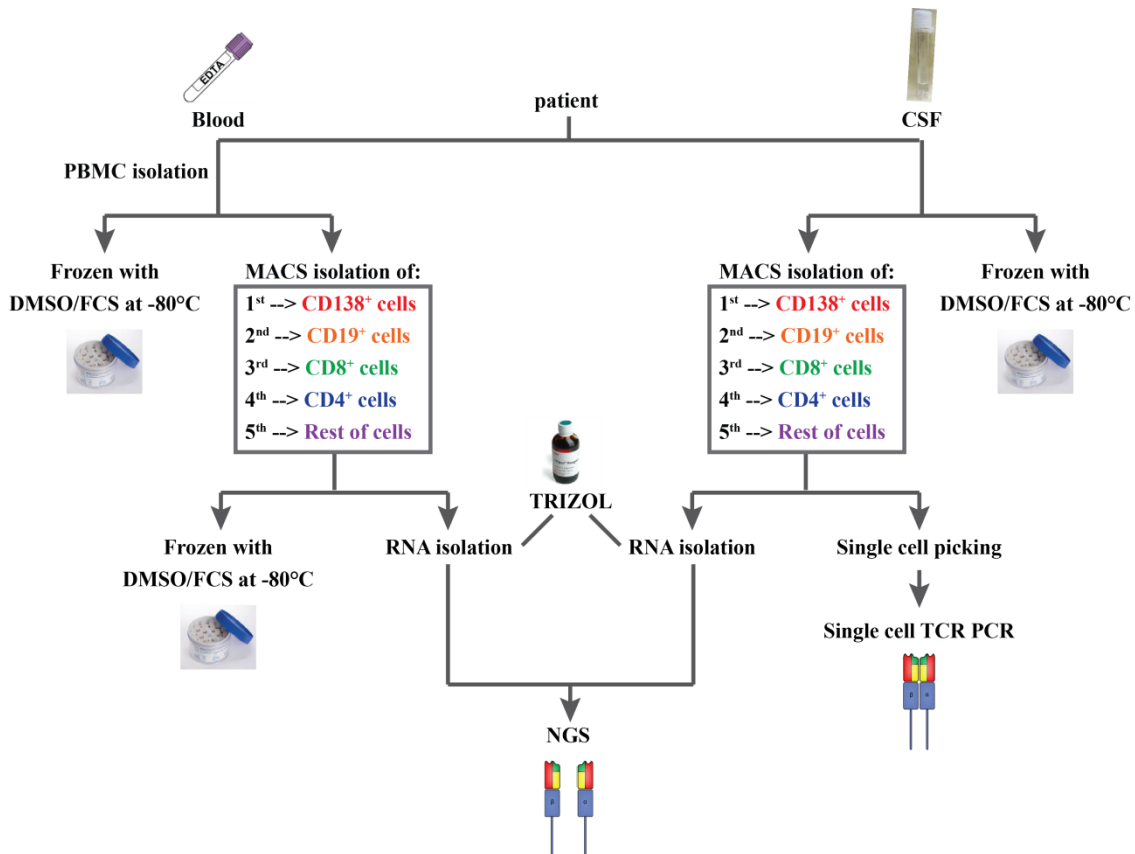 EDTA
Blood
patient
CSF
PBMC isolation
Frozen with
DMSO/FCS at -80°C
MACS isolation of:
1st --> CD138+ cells
2nd --> CD19+ cells
3rd --> CD8+ cells
4th --> CD4+ cells
5th --> Rest of cells
MACS isolation of:
1st --> CD138+ cells
2nd --> CD19+ cells
3rd --> CD8+ cells
4th --> CD4+ cells
5th --> Rest of cells
Frozen with
DMSO/FCS at -80°C
TRIZOL
Frozen with
DMSO/FCS at -80°C
RNA isolation
RNA isolation
Single cell picking
Single cell TCR PCR
β α
NGS
β α